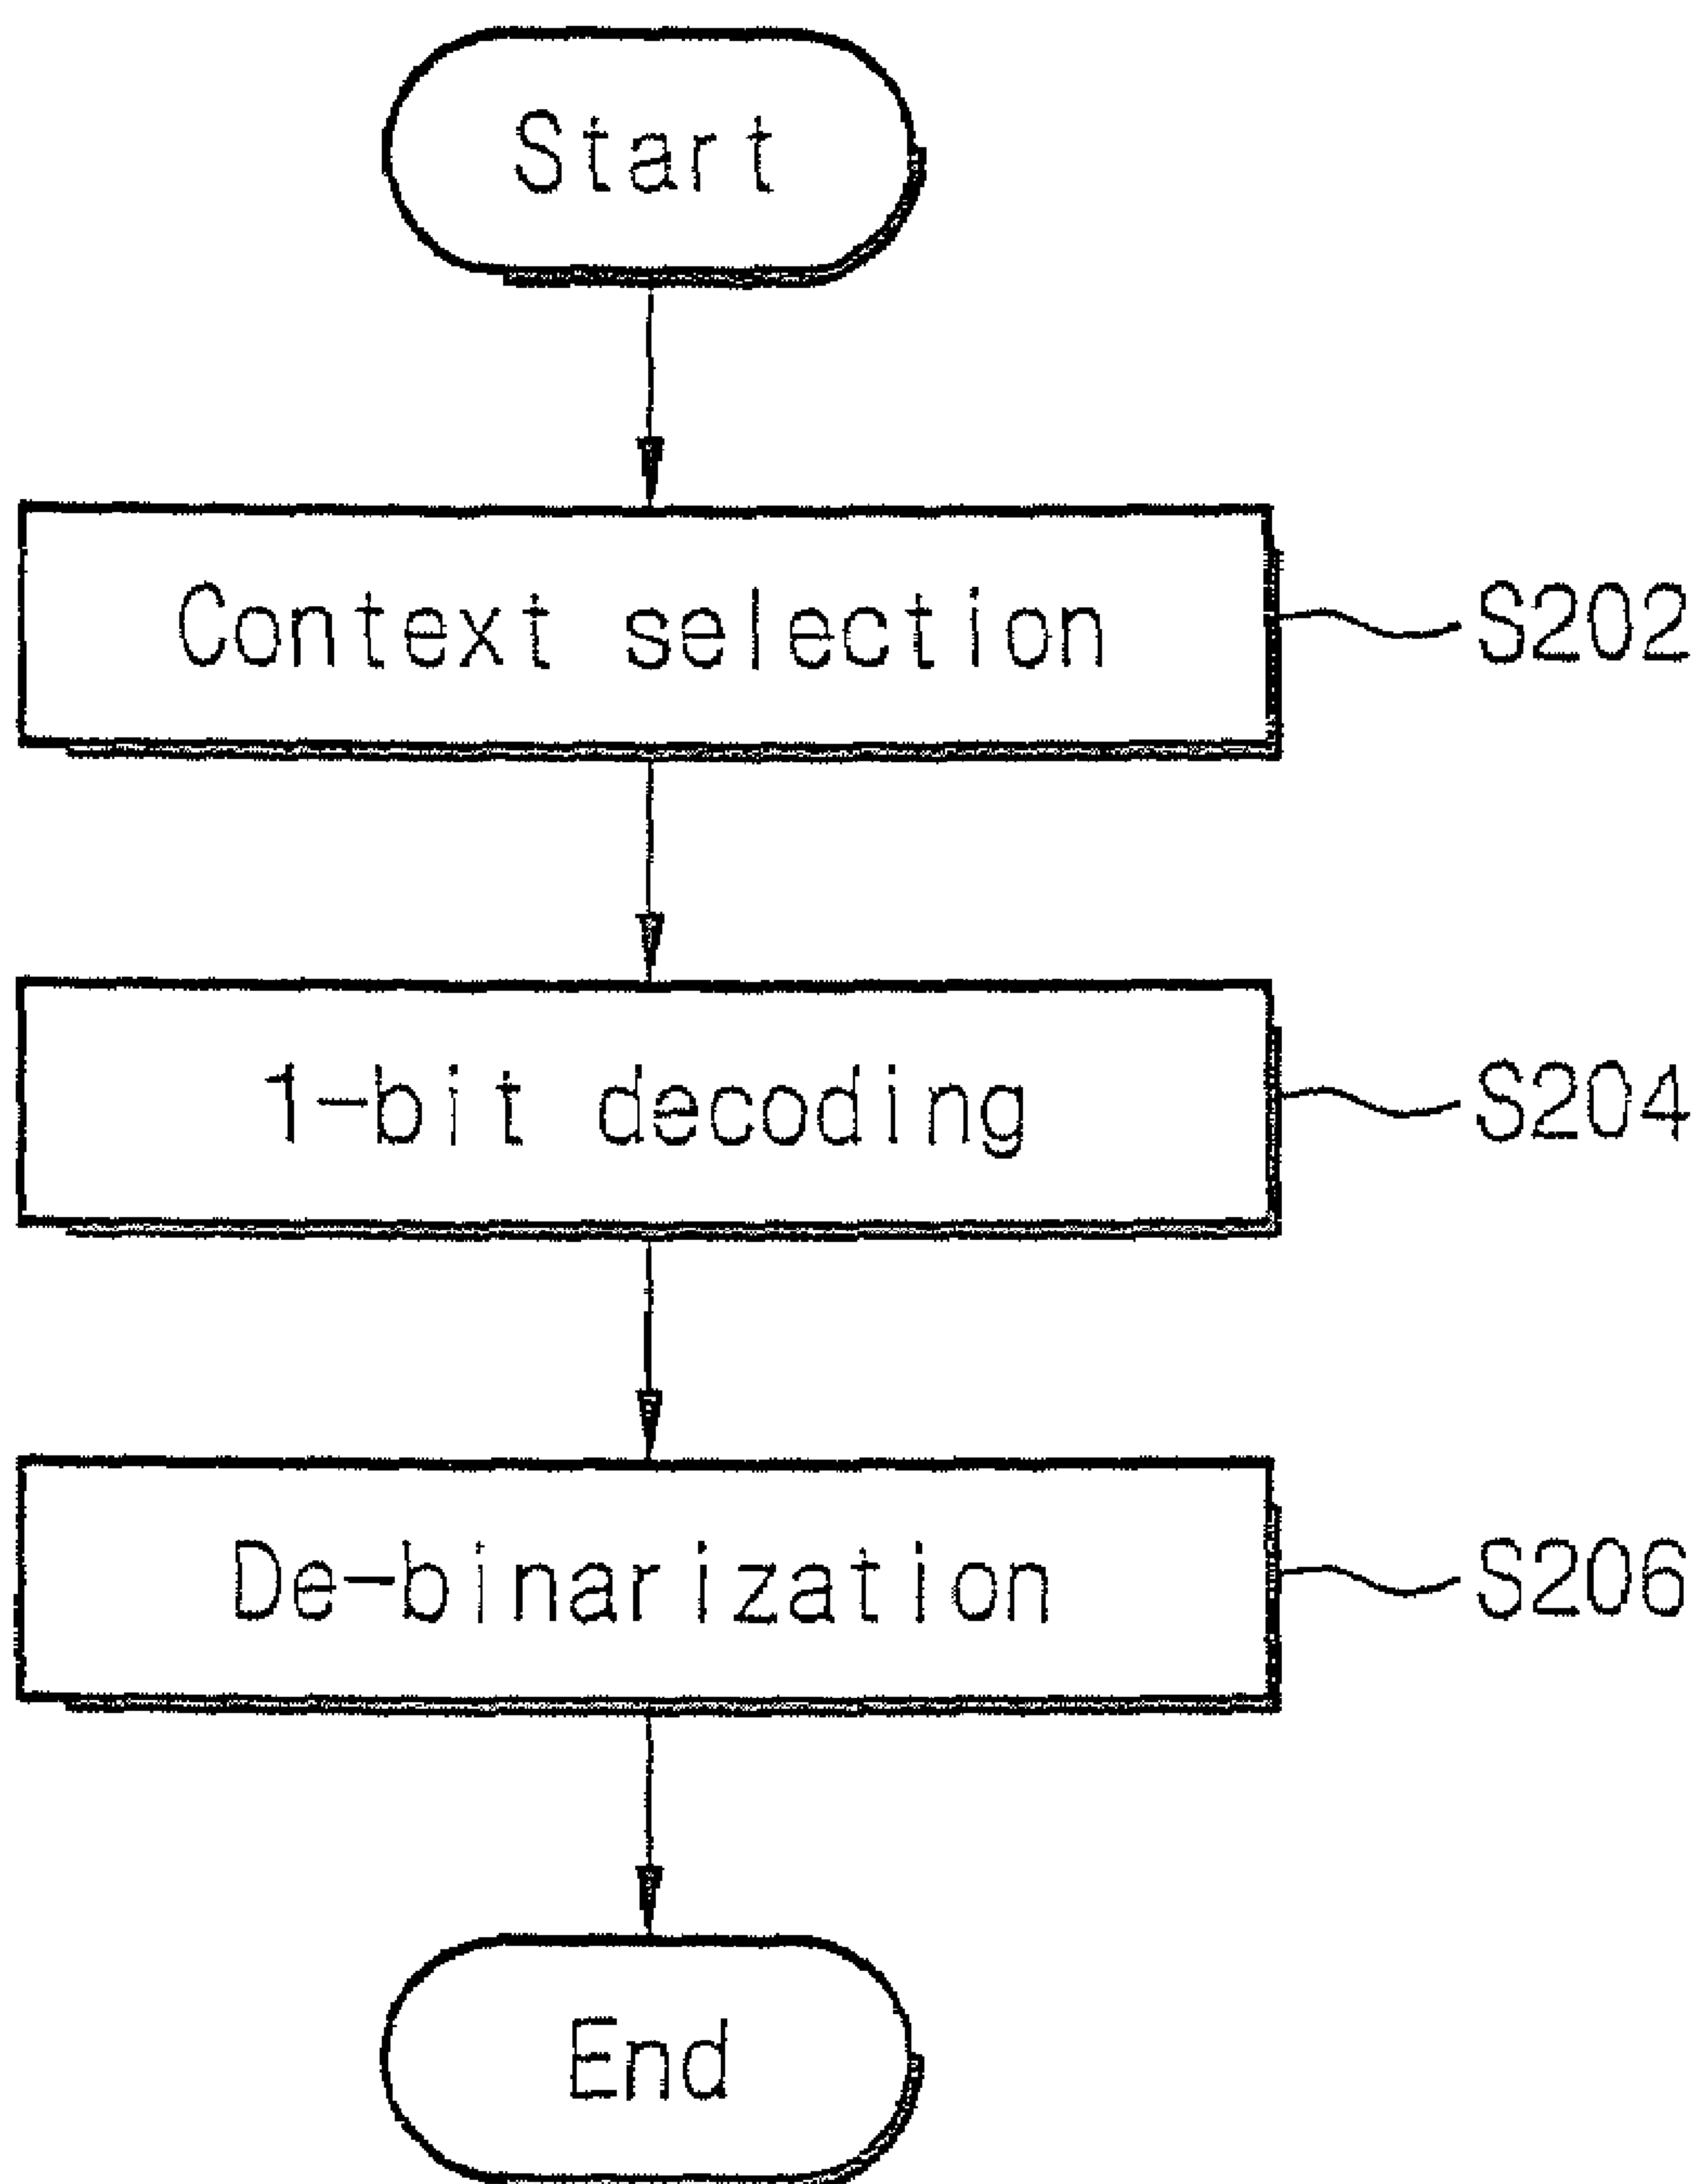 Start
Context selection
S202
1-bit decoding
S204
De-binarization
S206
End